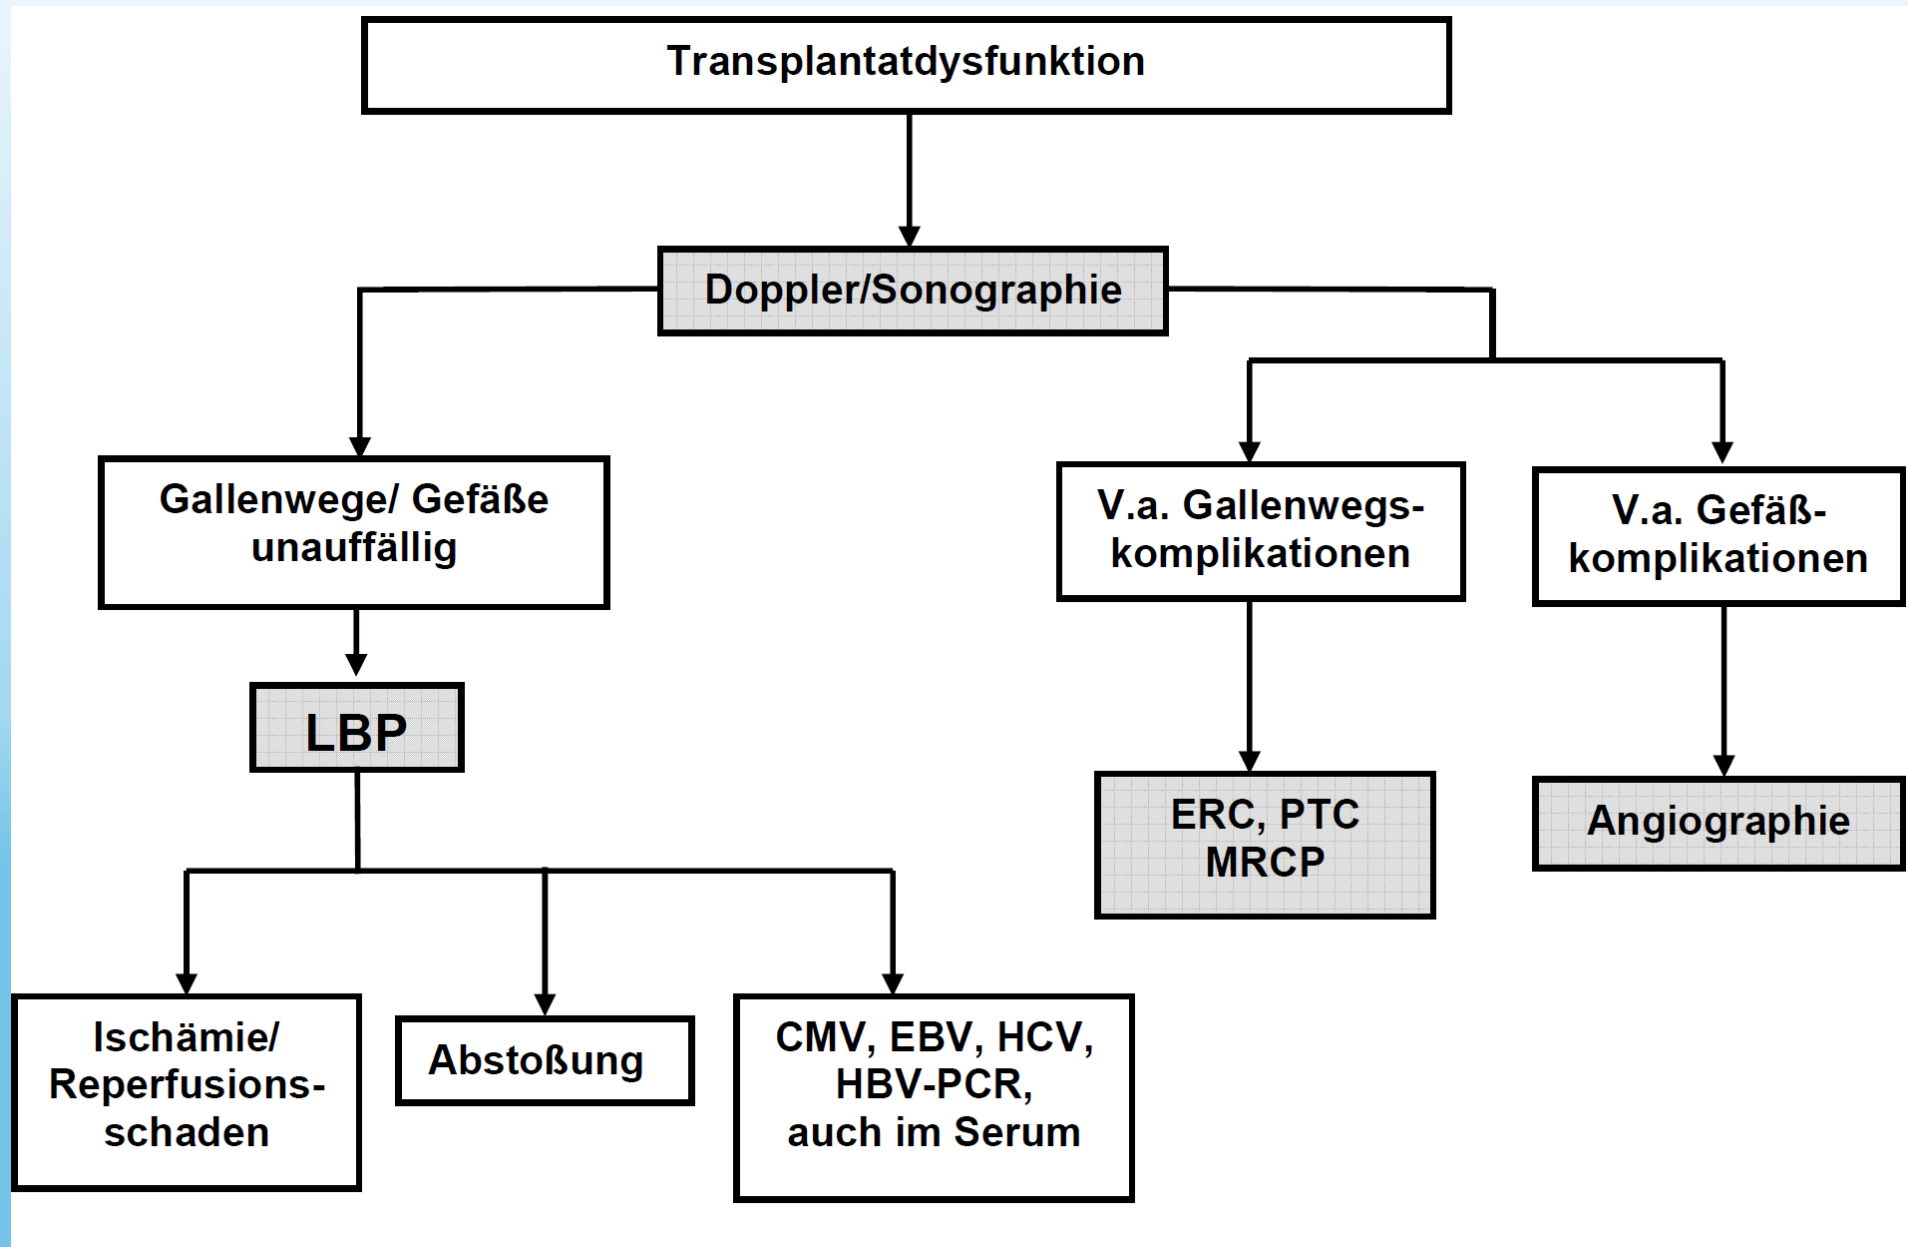 Transplantatdysfunktion
Doppler/Sonographie
Gallenwege/ Gefäße
unauffällig
V.a. Gallenwegs-
komplikationen
V.a. Gefäß-
komplikationen
LBP
ERC, PTC
MRCP
Angiographie
Ischämie/
Reperfusions-
schaden
Abstoßung
CMV, EBV, HCV,
HBV-PCR,
auch im Serum